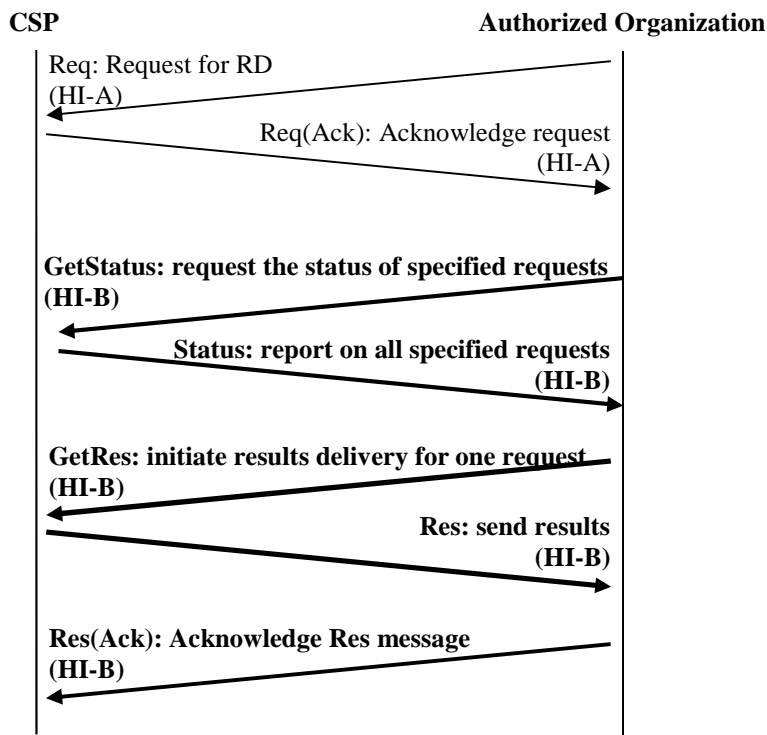 CSP
Authorized Organization
Req: Request for RD
(HI-A)
Req(Ack): Acknowledge request
(HI-A)
GetStatus: request the status of specified requests
(HI-B)
Status: report on all specified requests
(HI-B)
GetRes: initiate results delivery for one request
(HI-B)
Res: send results
(HI-B)
Res(Ack): Acknowledge Res message
(HI-B)